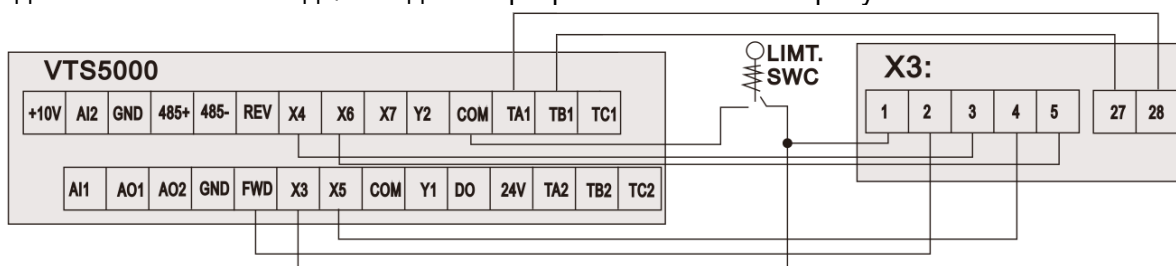 VTS5000
LIMT.
SWC
X3:
+10V AI2 GND 485+ 485- REV X4 X6 X7 Y2 COM TA1 TB1 TC1
1 2 3 4 5 27 28
AI1 AO1 AO2 GND FWD X3 X5 COM Y1 DO 24V TA2 TB2 TC2